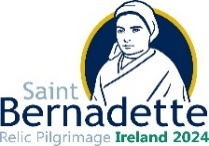 Saint
Bernadette
Relic Pilgrimage Ireland 2024